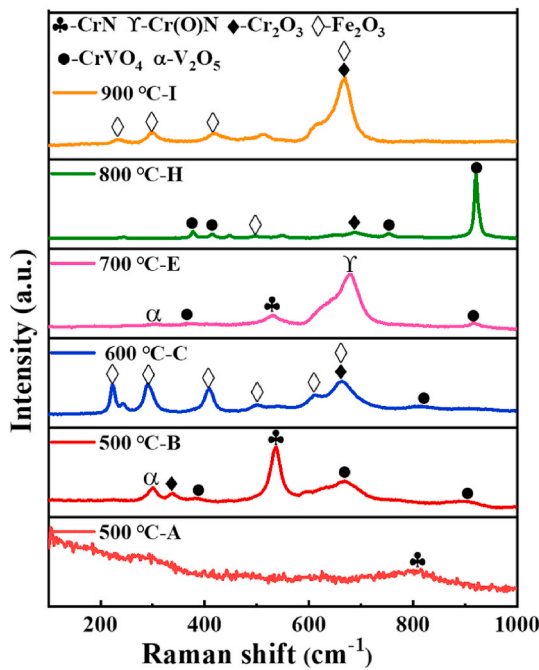 ♣-CrN ϒ-Cr(O)N ◆-Cr₂O₃ ◇-Fe₂O₃
●-CrVO₄ α-V₂O₅
900 °C-I
800 °C-H
700 °C-E
ϒ
α
600 °C-C
500 °C-B
α
500 °C-A
Intensity (a.u.)
200 400 600 800 1000
Raman shift (cm⁻¹)